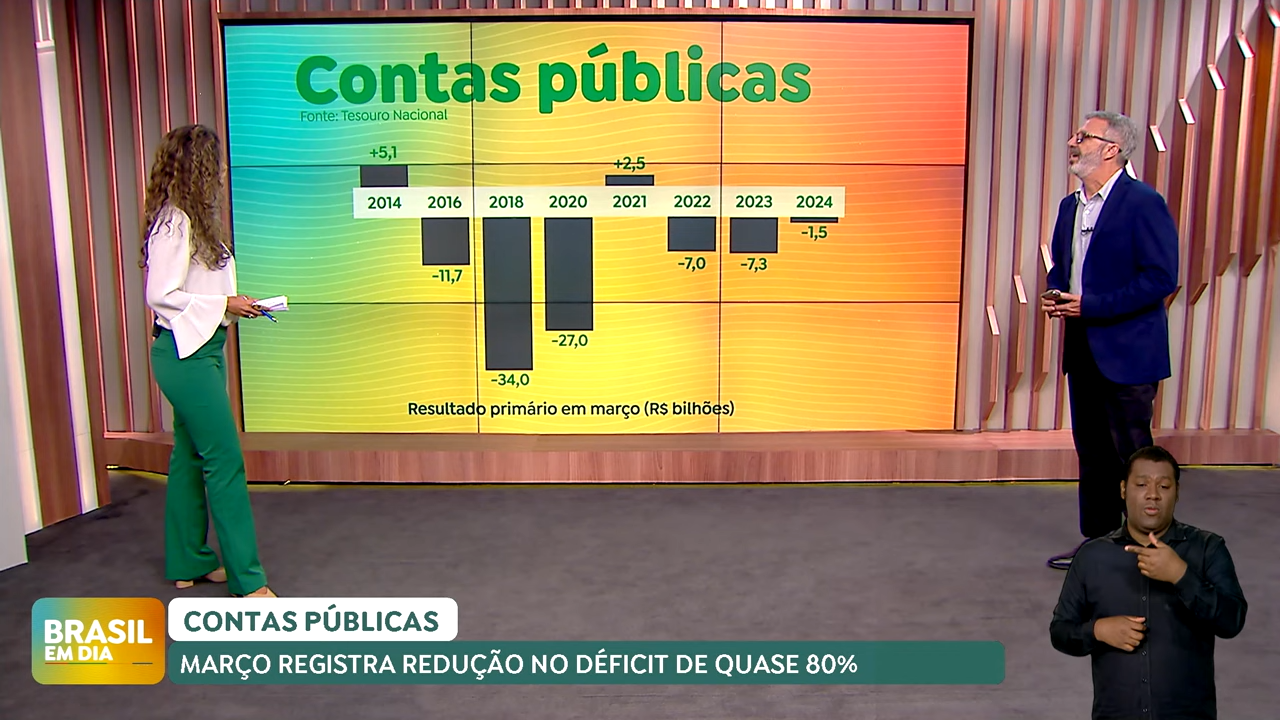 Contas públicas
Fonte: Tesouro Nacional
+5,1
+2,5
2014 2016 2018 2020 2021 2022 2023 2024
-11,7
-34,0
-27,0
-7,0
-7,3
-1,5
Resultado primário em março (R$ bilhões)
BRASIL
EM DIA
CONTAS PÚBLICAS
MARÇO REGISTRA REDUÇÃO NO DÉFICIT DE QUASE 80%